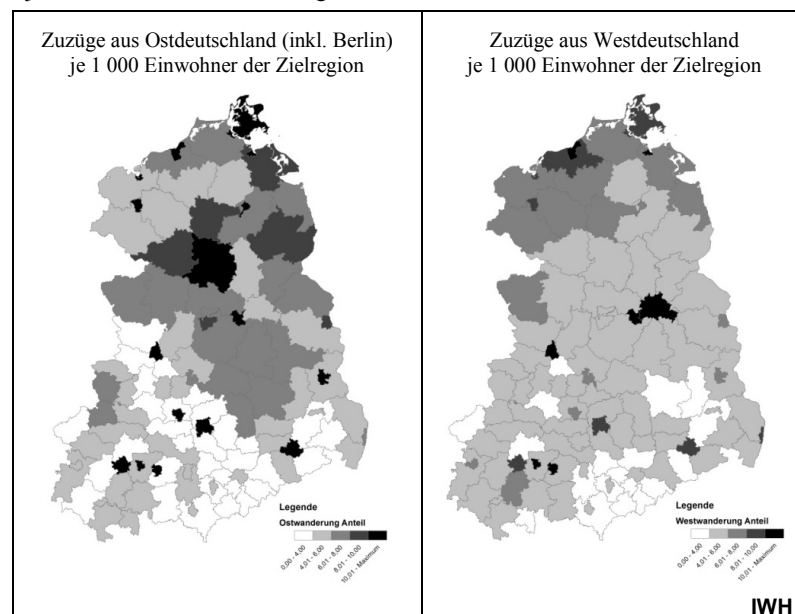 Zuzüge aus Ostdeutschland (inkl. Berlin)
je 1 000 Einwohner der Zielregion
Legende
Ostwanderung Anteil
0,00 - 4,00
4,01 - 6,00
6,01 - 8,00
8,01 - 10,00
10,01 - Maximum
Zuzüge aus Westdeutschland
je 1 000 Einwohner der Zielregion
Legende
Westwanderung Anteil
0,00 - 4,00
4,01 - 6,00
6,01 - 8,00
8,01 - 10,00
10,01 - Maximum
IWH